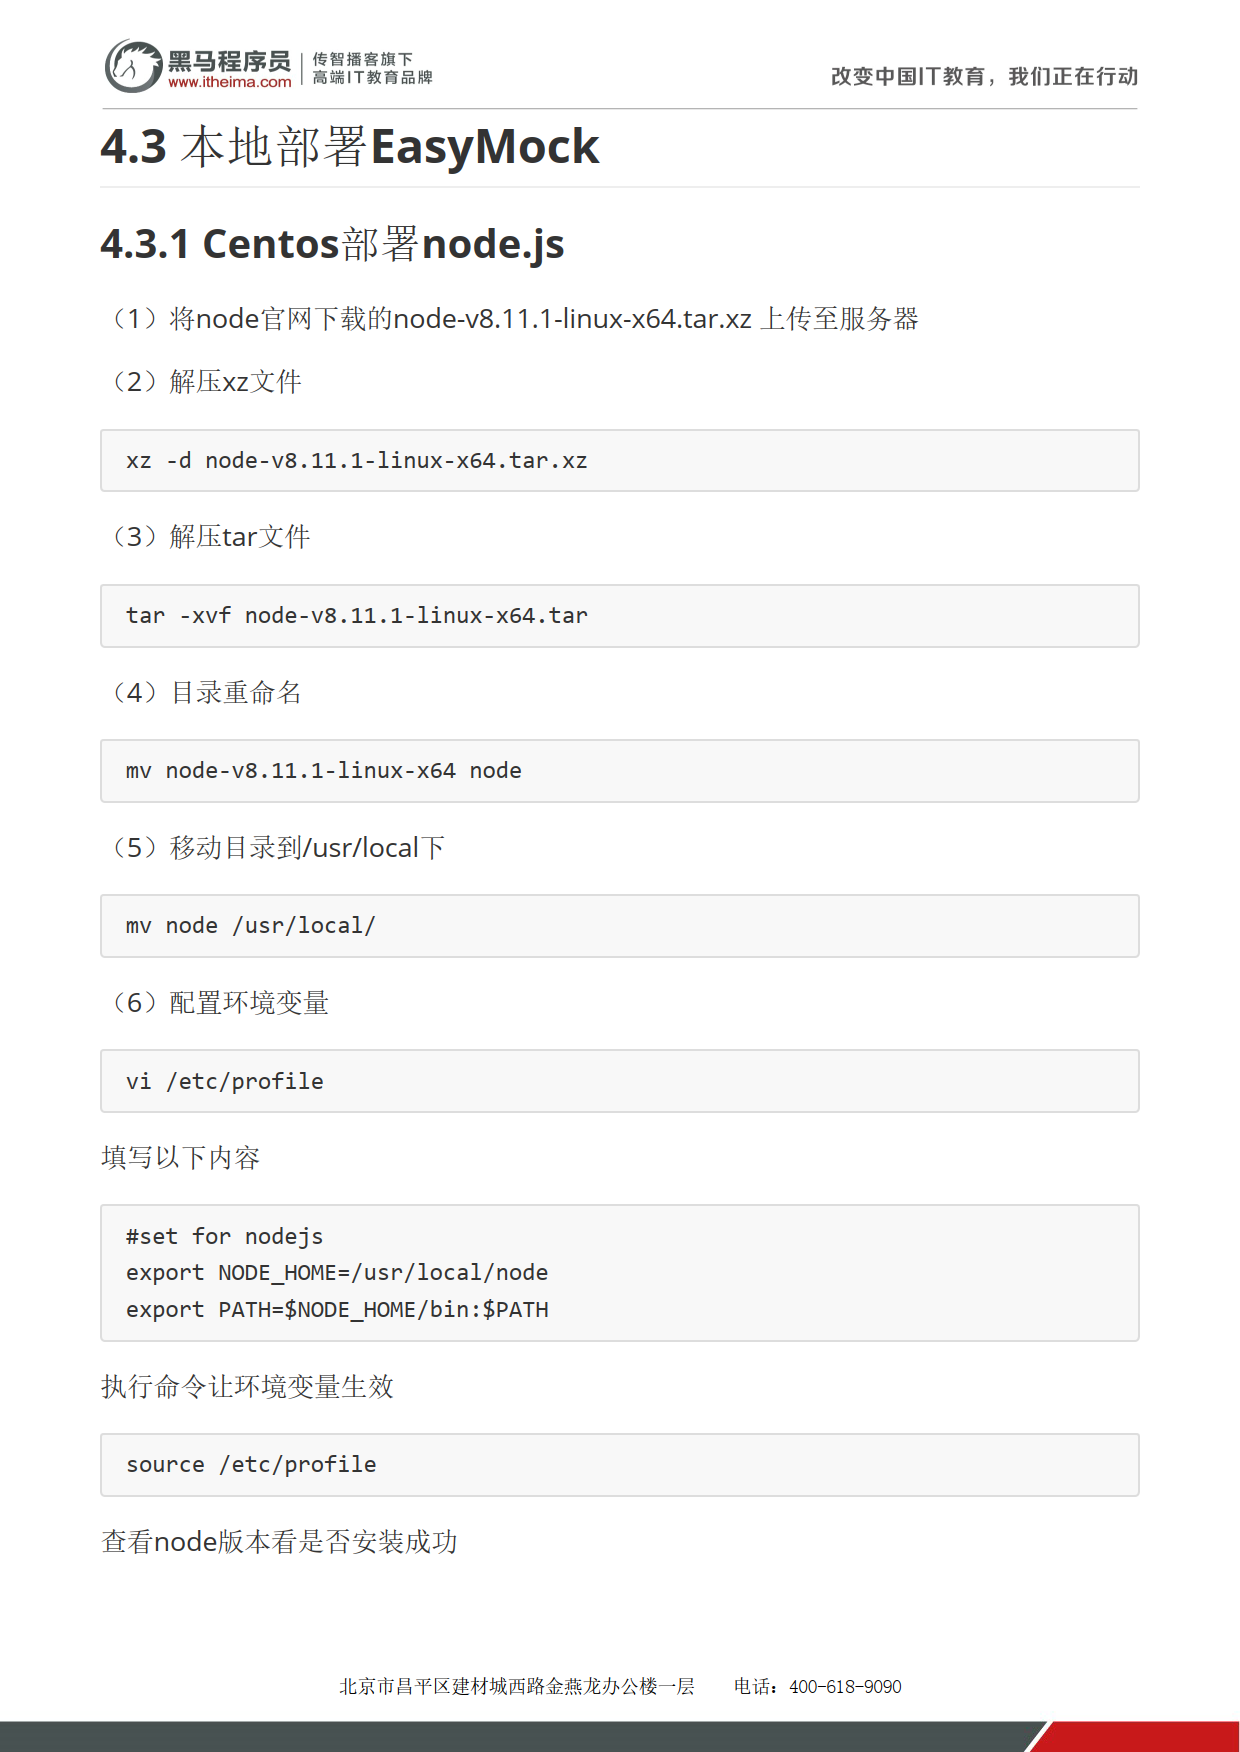 黑马程序员
www.itheima.com
传智播客旗下
高端IT教育品牌
改变中国IT教育，我们正在行动
4.3 本地部署EasyMock
4.3.1 Centos部署node.js
（1）将node官网下载的node-v8.11.1-linux-x64.tar.xz 上传至服务器
（2）解压xz文件
xz -d node-v8.11.1-linux-x64.tar.xz
（3）解压tar文件
tar -xvf node-v8.11.1-linux-x64.tar
（4）目录重命名
mv node-v8.11.1-linux-x64 node
（5）移动目录到/usr/local下
mv node /usr/local/
（6）配置环境变量
vi /etc/profile
填写以下内容
#set for nodejs
export NODE_HOME=/usr/local/node
export PATH=$NODE_HOME/bin:$PATH
执行命令让环境变量生效
source /etc/profile
查看node版本看是否安装成功
北京市昌平区建材城西路金燕龙办公楼一层 电话：400-618-9090